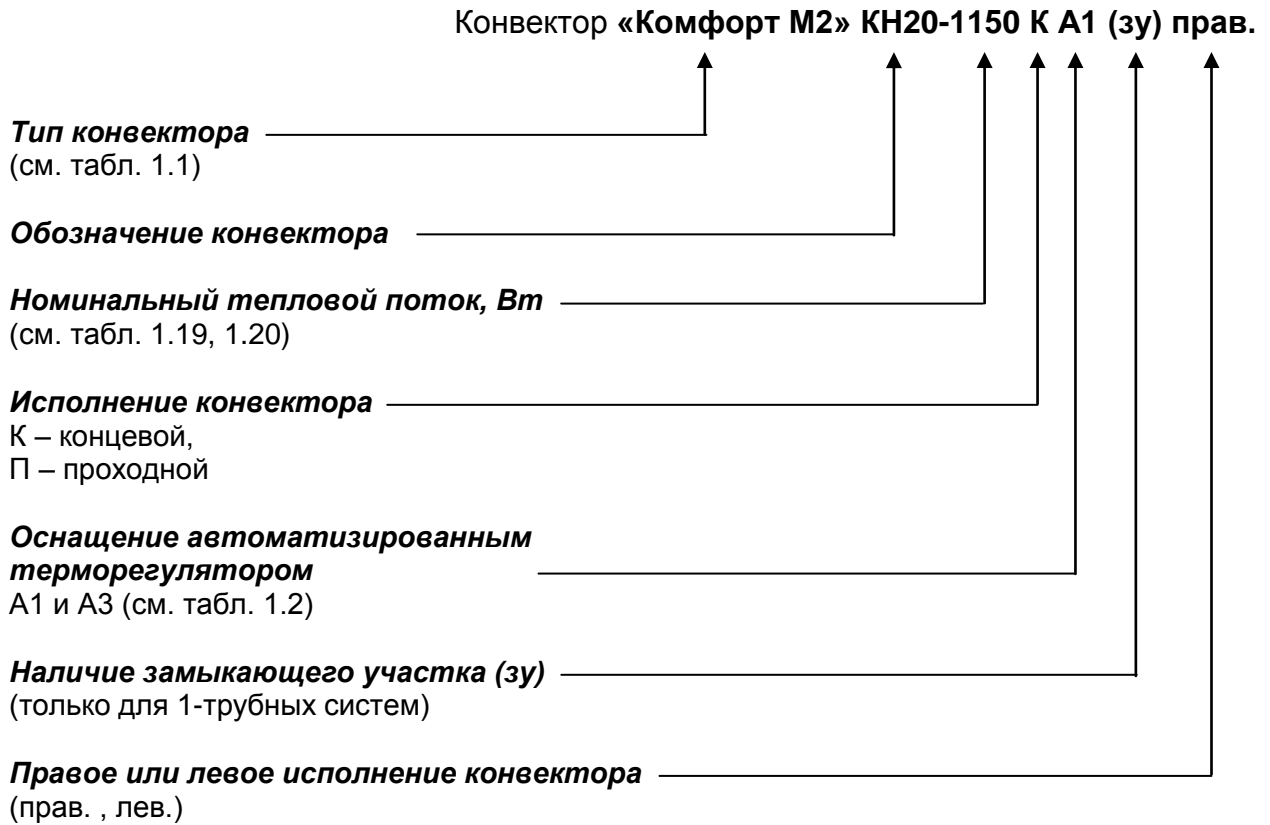 Конвектор «Комфорт М2» КН20-1150 К А1 (зу) прав.
Тип конвектора
(см. табл. 1.1)
Обозначение конвектора
Номинальный тепловой поток, Вт
(см. табл. 1.19, 1.20)
Исполнение конвектора
К – концевой,
П – проходной
Оснащение автоматизированным
терморегулятором
А1 и А3 (см. табл. 1.2)
Наличие замыкающего участка (зу)
(только для 1-трубных систем)
Правое или левое исполнение конвектора
(прав. , лев.)